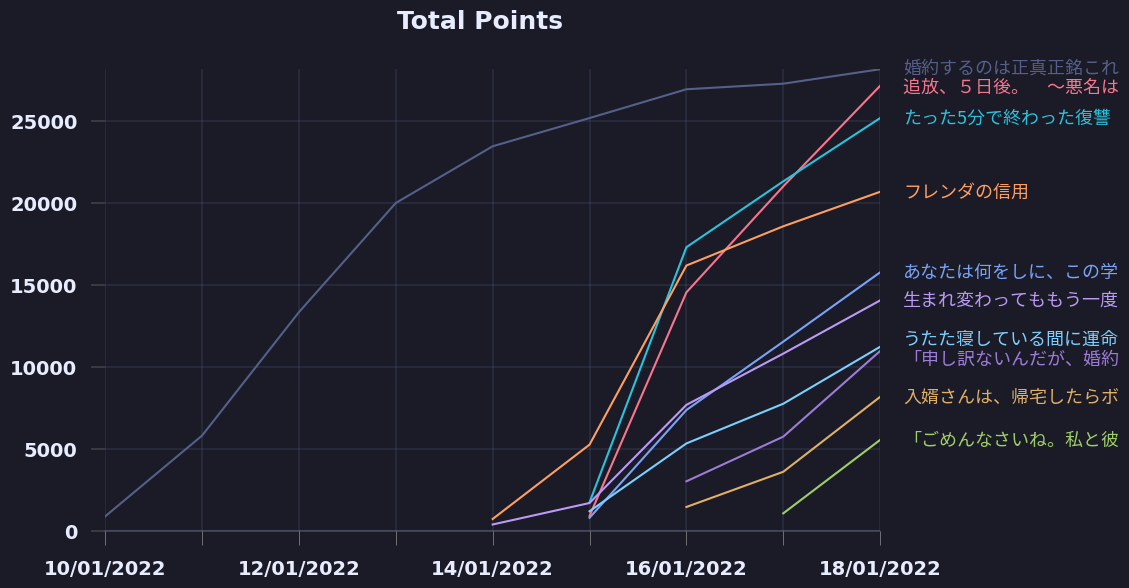 Total Points
婚約するのは正真正銘これ
追放、５日後。　〜悪名は
25000
たった5分で終わった復讐
20000
フレンダの信用
15000
あなたは何をしに、この学
生まれ変わってももう一度
うたた寝している間に運命
10000
「申し訳ないんだが、婚約
入婿さんは、帰宅したらボ
5000
「ごめんなさいね。私と彼
0
10/01/2022 12/01/2022 14/01/2022 16/01/2022 18/01/2022